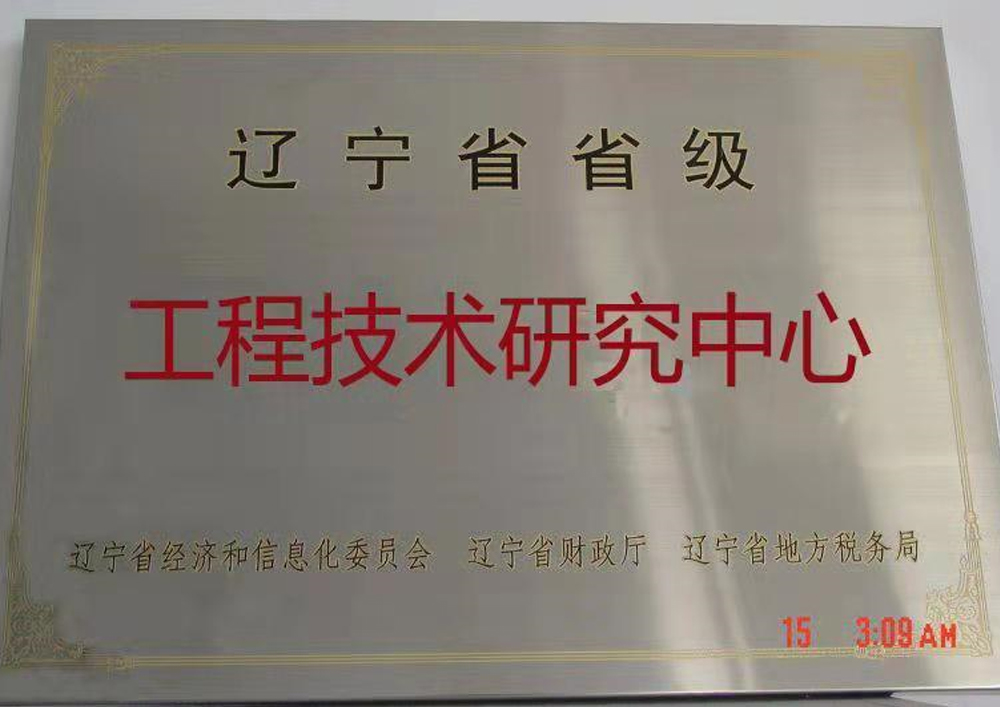 辽宁省省级
工程技术研究中心
辽宁省经济和信息化委员会 辽宁省财政厅 辽宁省地方税务局
15 3:09AM